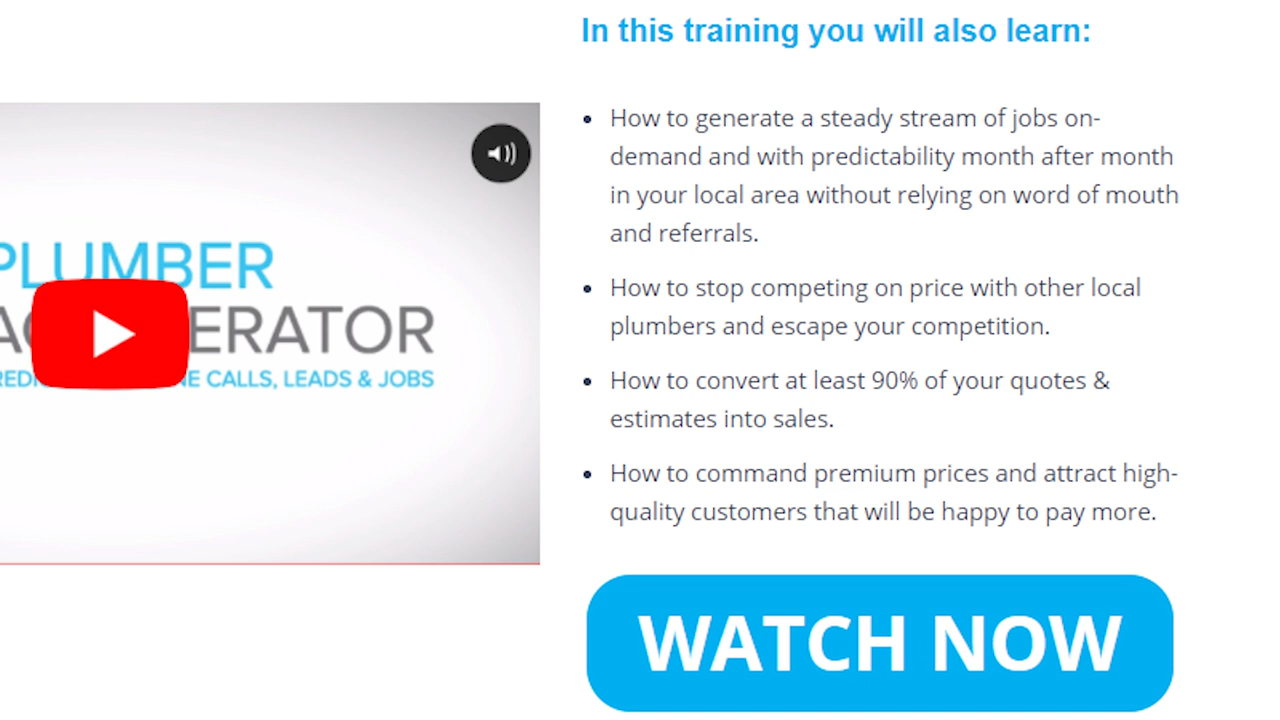 In this training you will also learn:
How to generate a steady stream of jobs on-
demand and with predictability month after month
in your local area without relying on word of mouth
and referrals.
How to stop competing on price with other local
plumbers and escape your competition.
How to convert at least 90% of your quotes &
estimates into sales.
How to command premium prices and attract high-
quality customers that will be happy to pay more.
WATCH NOW
PLUMBER
ERATOR
CALLS, LEADS & JOBS